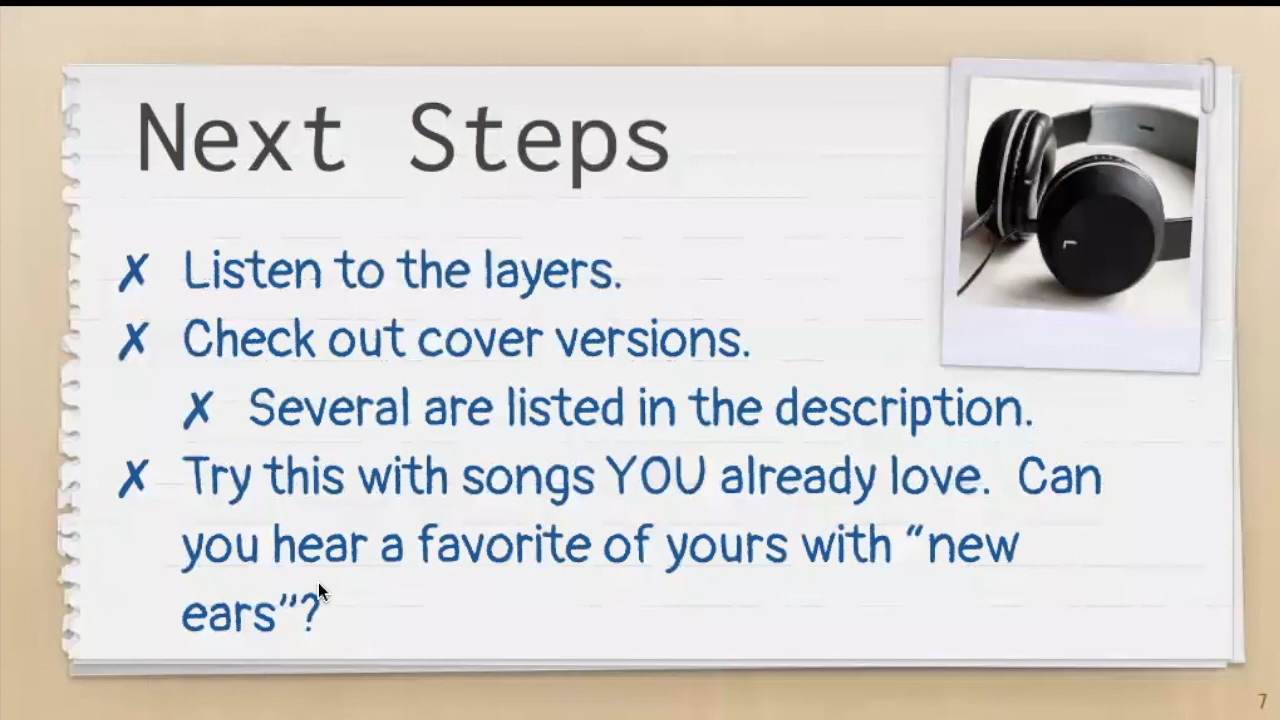 Next Steps
✗ Listen to the layers.
✗ Check out cover versions.
✗ Several are listed in the description.
✗ Try this with songs YOU already love.  Can
you hear a favorite of yours with “new
ears”?
L
7